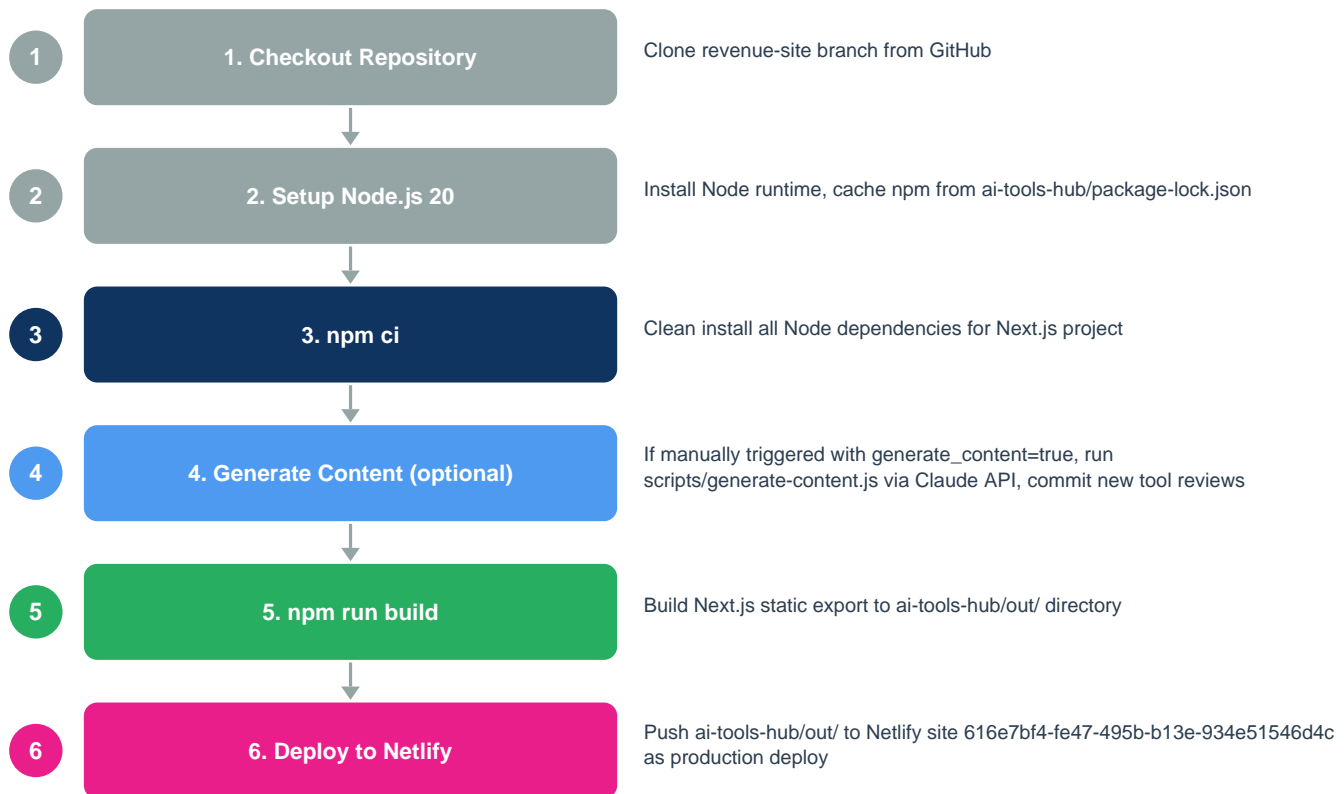 1
1. Checkout Repository
Clone revenue-site branch from GitHub
2
2. Setup Node.js 20
Install Node runtime, cache npm from ai-tools-hub/package-lock.json
3
3. npm ci
Clean install all Node dependencies for Next.js project
4
4. Generate Content (optional)
If manually triggered with generate_content=true, run
scripts/generate-content.js via Claude API, commit new tool reviews
5
5. npm run build
Build Next.js static export to ai-tools-hub/out/ directory
6
6. Deploy to Netlify
Push ai-tools-hub/out/ to Netlify site 616e7bf4-fe47-495b-b13e-934e51546d4c
as production deploy